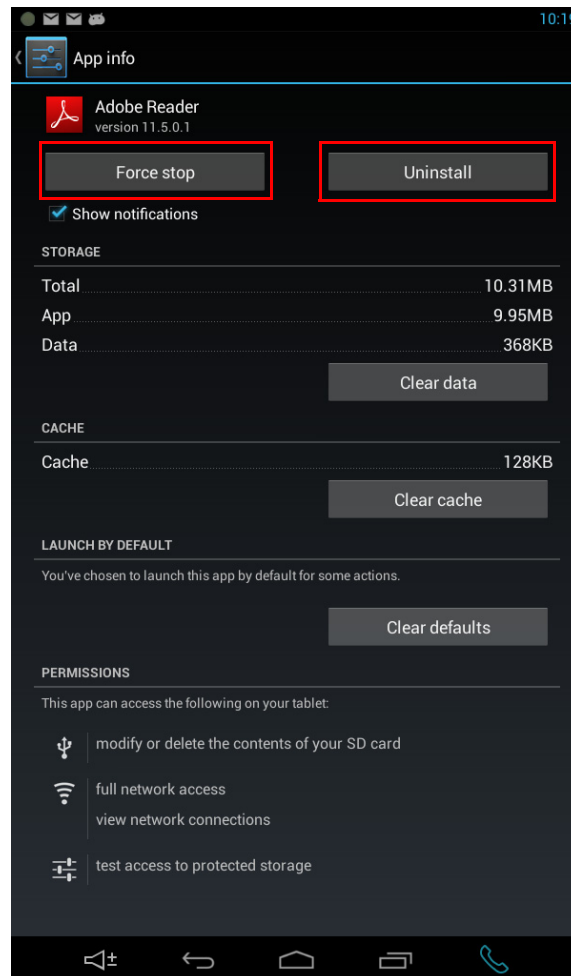 10:19
App info
Adobe Reader
version 11.5.0.1
Force stop
Uninstall
Show notifications
STORAGE
Total 10.31MB
App 9.95MB
Data 368KB
Clear data
CACHE
Cache 128KB
Clear cache
LAUNCH BY DEFAULT
You've chosen to launch this app by default for some actions.
Clear defaults
PERMISSIONS
This app can access the following on your tablet:
modify or delete the contents of your SD card
full network access
view network connections
test access to protected storage